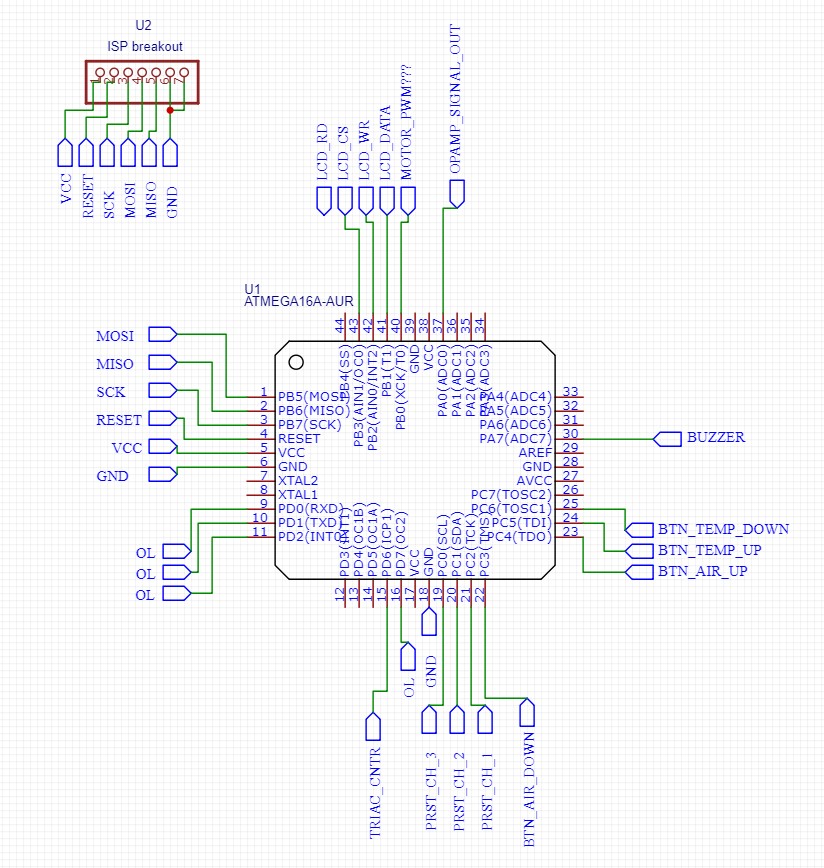 U2
ISP breakout
1
2
3
4
5
6
7
VCC
RESET
SCK
MOSI
MISO
GND
LCD_RD
LCD_CS
LCD_WR
LCD_DATA
MOTOR_PWM???
OPAMP_SIGNAL_OUT
U1
ATMEGA16A-AUR
44
43
42
41
40
39
38
37
36
35
34
PB4(SS)
PB3(AIN1/OC0)
PB2(AIN0/INT2)
PB1(T1)
PB0(XCK/T0)
GND
VCC
PA0(ADC0)
PA1(ADC1)
PA2(ADC2)
PA3(ADC3)
MOSI
MISO
SCK
RESET
VCC
GND
OL
OL
OL
1 PB5(MOSI)
2 PB6(MISO)
3 PB7(SCK)
4 RESET
5 VCC
6 GND
7 XTAL2
8 XTAL1
9 PD0(RXD)
10 PD1(TXD)
11 PD2(INT0)
PA4(ADC4) 33
PA5(ADC5) 32
PA6(ADC6) 31
PA7(ADC7) 30
AREF 29
GND 28
AVCC 27
PC7(TOSC2) 26
PC6(TOSC1) 25
PC5(TDI) 24
PC4(TDO) 23
BUZZER
BTN_TEMP_DOWN
BTN_TEMP_UP
BTN_AIR_UP
PD3(INT1)
PD4(OC1B)
PD5(OC1A)
PD6(ICP1)
PD7(OC2)
VCC
GND
PC0(SCL)
PC1(SDA)
PC2(TCK)
PC3(TMS)
12
13
14
15
16
17
18
19
20
21
22
TRIAC_CNTR
OL
GND
PRST_CH_3
PRST_CH_2
PRST_CH_1
BTN_AIR_DOWN